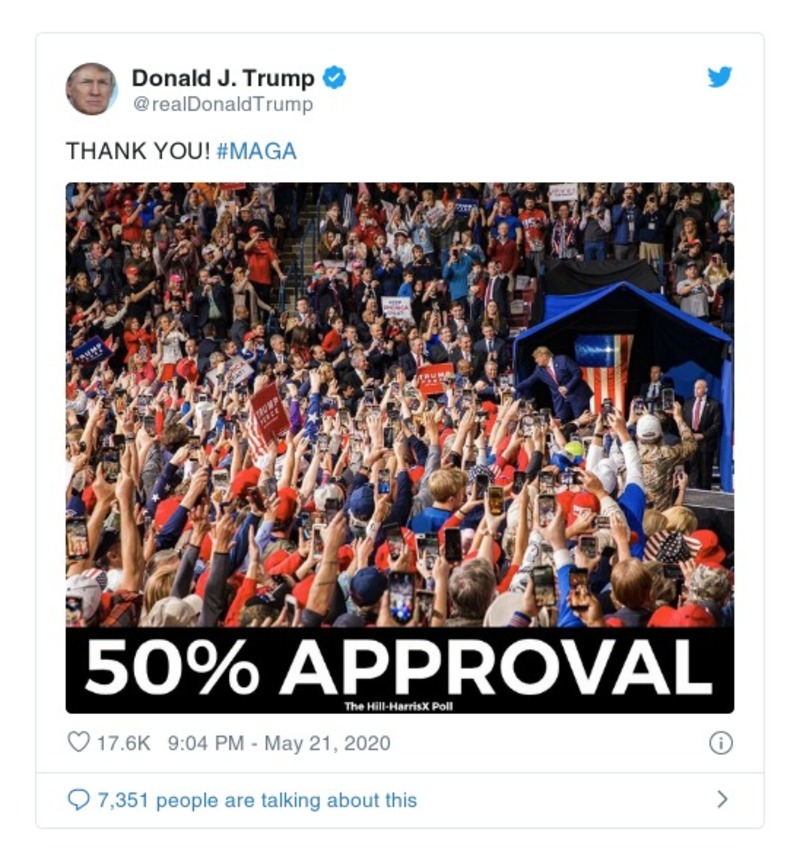 Donald J. Trump
@realDonaldTrump
THANK YOU! #MAGA
TRUMP
KEEP
AMERICA
GREAT
TRUMP
TRUMP
50% APPROVAL
The Hill-HarrisX Poll
17.6K 9:04 PM - May 21, 2020
7,351 people are talking about this